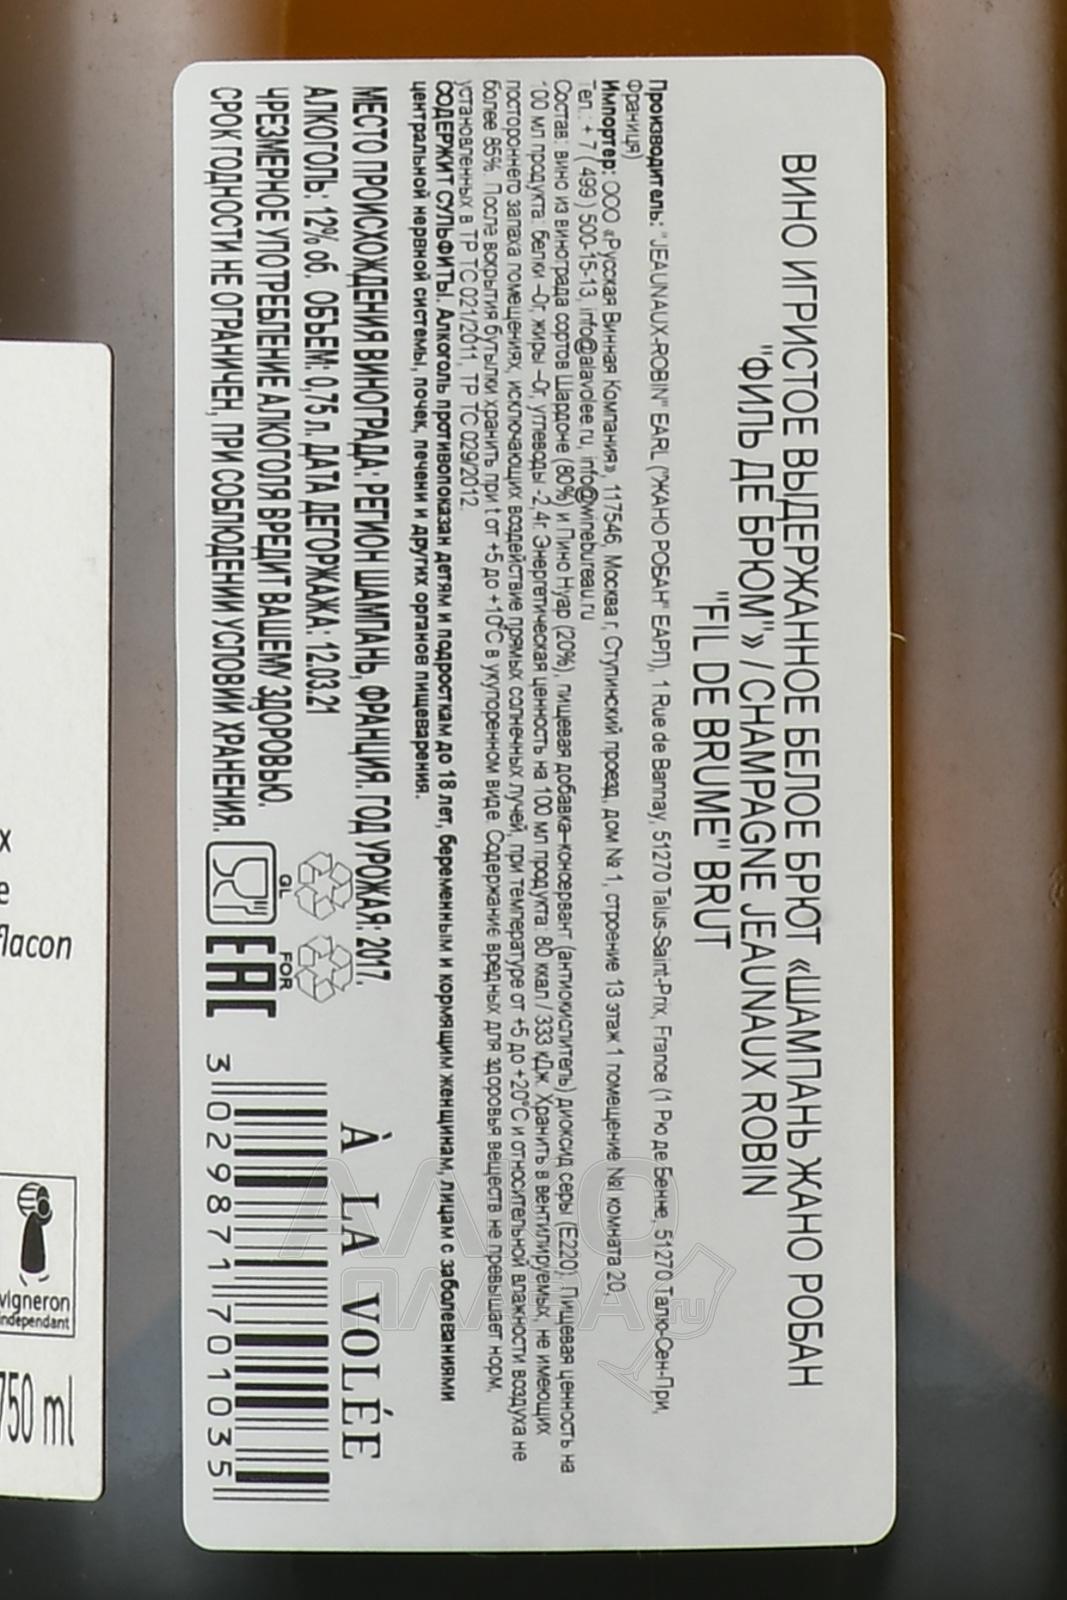 ВИНО ИГРИСТОЕ ВЫДЕРЖАННОЕ БЕЛОЕ БРЮТ «ШАМПАНЬ ЖАНО РОБАН
"ФИЛЬ ДЕ БРЮМ"» / CHAMPAGNE JEAUNAUX ROBIN
"FIL DE BRUME" BRUT
Производитель: "JEAUNAUX-ROBIN" EARL ("ЖАНО РОБАН" ЕАРЛ), 1 Rue de Bannay, 51270 Talus-Saint-Prix, France (1 Рю де Бенне, 51270 Талю-Сен-При,
Франция)
Импортер: ООО «Русская Винная Компания», 117546, Москва г, Ступинский проезд, дом № 1, строение 13 этаж 1 помещение №I комната 20,
Тел.: + 7 ( 499 ) 500-15-13, info@alavolee.ru, info@winebureau.ru
Состав: вино из винограда сортов Шардоне (80%) и Пино Нуар (20%), пищевая добавка–консервант (антиокислитель) диоксид серы (Е220). Пищевая ценность на
100 мл продукта: белки –0г, жиры –0г, углеводы -2,4г. Энергетическая ценность на 100 мл продукта: 80 ккал / 333 кДж. Хранить в вентилируемых, не имеющих
постороннего запаха помещениях, исключающих воздействие прямых солнечных лучей, при температуре от +5 до +20°С и относительной влажности воздуха не
более 85%. После вскрытия бутылки хранить при t от +5 до +10°С в укупоренном виде. Содержание вредных для здоровья веществ не превышает норм,
установленных в ТР ТС 021/2011, ТР ТС 029/2012.
СОДЕРЖИТ СУЛЬФИТЫ. Алкоголь противопоказан детям и подросткам до 18 лет, беременным и кормящим женщинам, лицам с заболеваниями
центральной нервной системы, почек, печени и других органов пищеварения.
МЕСТО ПРОИСХОЖДЕНИЯ ВИНОГРАДА: РЕГИОН ШАМПАНЬ, ФРАНЦИЯ. ГОД УРОЖАЯ: 2017.
АЛКОГОЛЬ: 12% об. ОБЪЕМ: 0,75 л. ДАТА ДЕГОРЖАЖА: 12.03.21
ЧРЕЗМЕРНОЕ УПОТРЕБЛЕНИЕ АЛКОГОЛЯ ВРЕДИТ ВАШЕМУ ЗДОРОВЬЮ.
СРОК ГОДНОСТИ НЕ ОГРАНИЧЕН, ПРИ СОБЛЮДЕНИИ УСЛОВИЙ ХРАНЕНИЯ.
GL FOR
EAC
À LA VOLÉE
3 029871 701035
АЛКО
ПЛАЗА.ru
x
e
flacon
vigneron
indépendant
750 ml